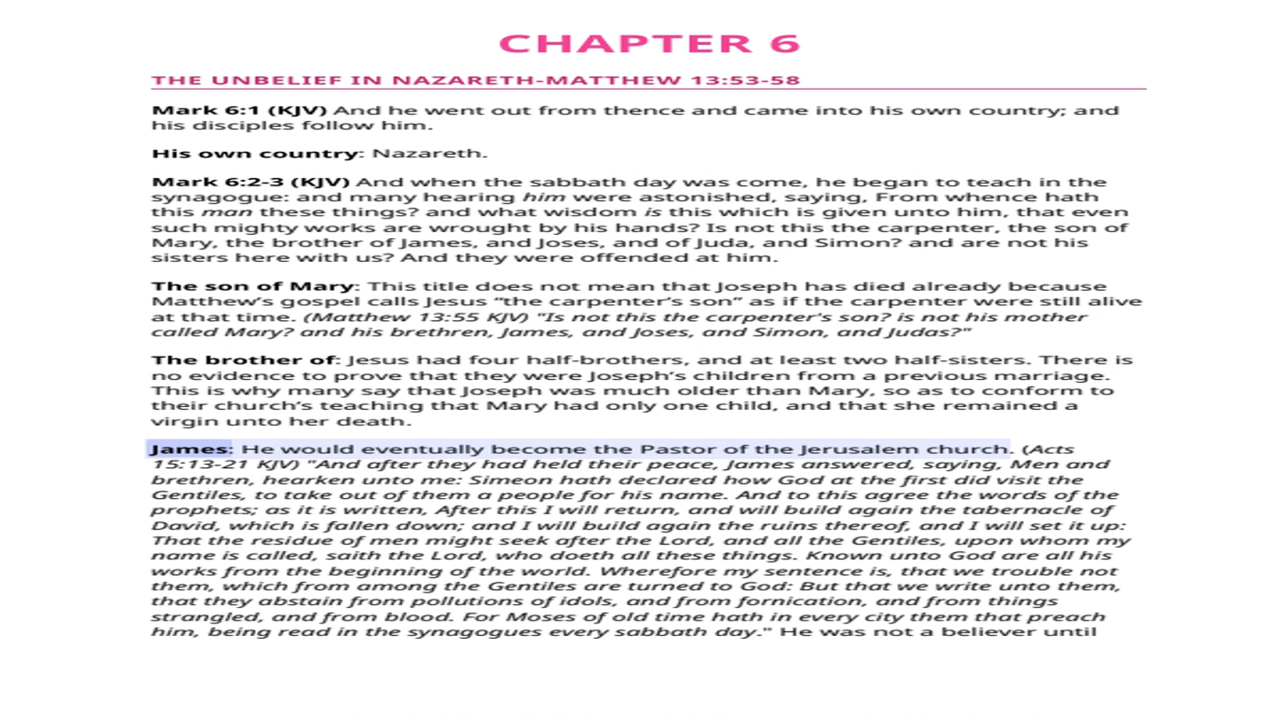 CHAPTER 6
THE UNBELIEF IN NAZARETH-MATTHEW 13:53-58
Mark 6:1 (KJV) And he went out from thence and came into his own country; and
his disciples follow him.
His own country: Nazareth.
Mark 6:2-3 (KJV) And when the sabbath day was come, he began to teach in the
synagogue: and many hearing him were astonished, saying, From whence hath
this man these things? and what wisdom is this which is given unto him, that even
such mighty works are wrought by his hands? Is not this the carpenter, the son of
Mary, the brother of James, and Joses, and of Juda, and Simon? and are not his
sisters here with us? And they were offended at him.
The son of Mary: This title does not mean that Joseph has died already because
Matthew’s gospel calls Jesus “the carpenter’s son” as if the carpenter were still alive
at that time. (Matthew 13:55 KJV) "Is not this the carpenter's son? is not his mother
called Mary? and his brethren, James, and Joses, and Simon, and Judas?"
The brother of: Jesus had four half-brothers, and at least two half-sisters. There is
no evidence to prove that they were Joseph’s children from a previous marriage.
This is why many say that Joseph was much older than Mary, so as to conform to
their church’s teaching that Mary had only one child, and that she remained a
virgin unto her death.
James: He would eventually become the Pastor of the Jerusalem church. (Acts
15:13-21 KJV) "And after they had held their peace, James answered, saying, Men and
brethren, hearken unto me: Simeon hath declared how God at the first did visit the
Gentiles, to take out of them a people for his name. And to this agree the words of the
prophets; as it is written, After this I will return, and will build again the tabernacle of
David, which is fallen down; and I will build again the ruins thereof, and I will set it up:
That the residue of men might seek after the Lord, and all the Gentiles, upon whom my
name is called, saith the Lord, who doeth all these things. Known unto God are all his
works from the beginning of the world. Wherefore my sentence is, that we trouble not
them, which from among the Gentiles are turned to God: But that we write unto them,
that they abstain from pollutions of idols, and from fornication, and from things
strangled, and from blood. For Moses of old time hath in every city them that preach
him, being read in the synagogues every sabbath day." He was not a believer until